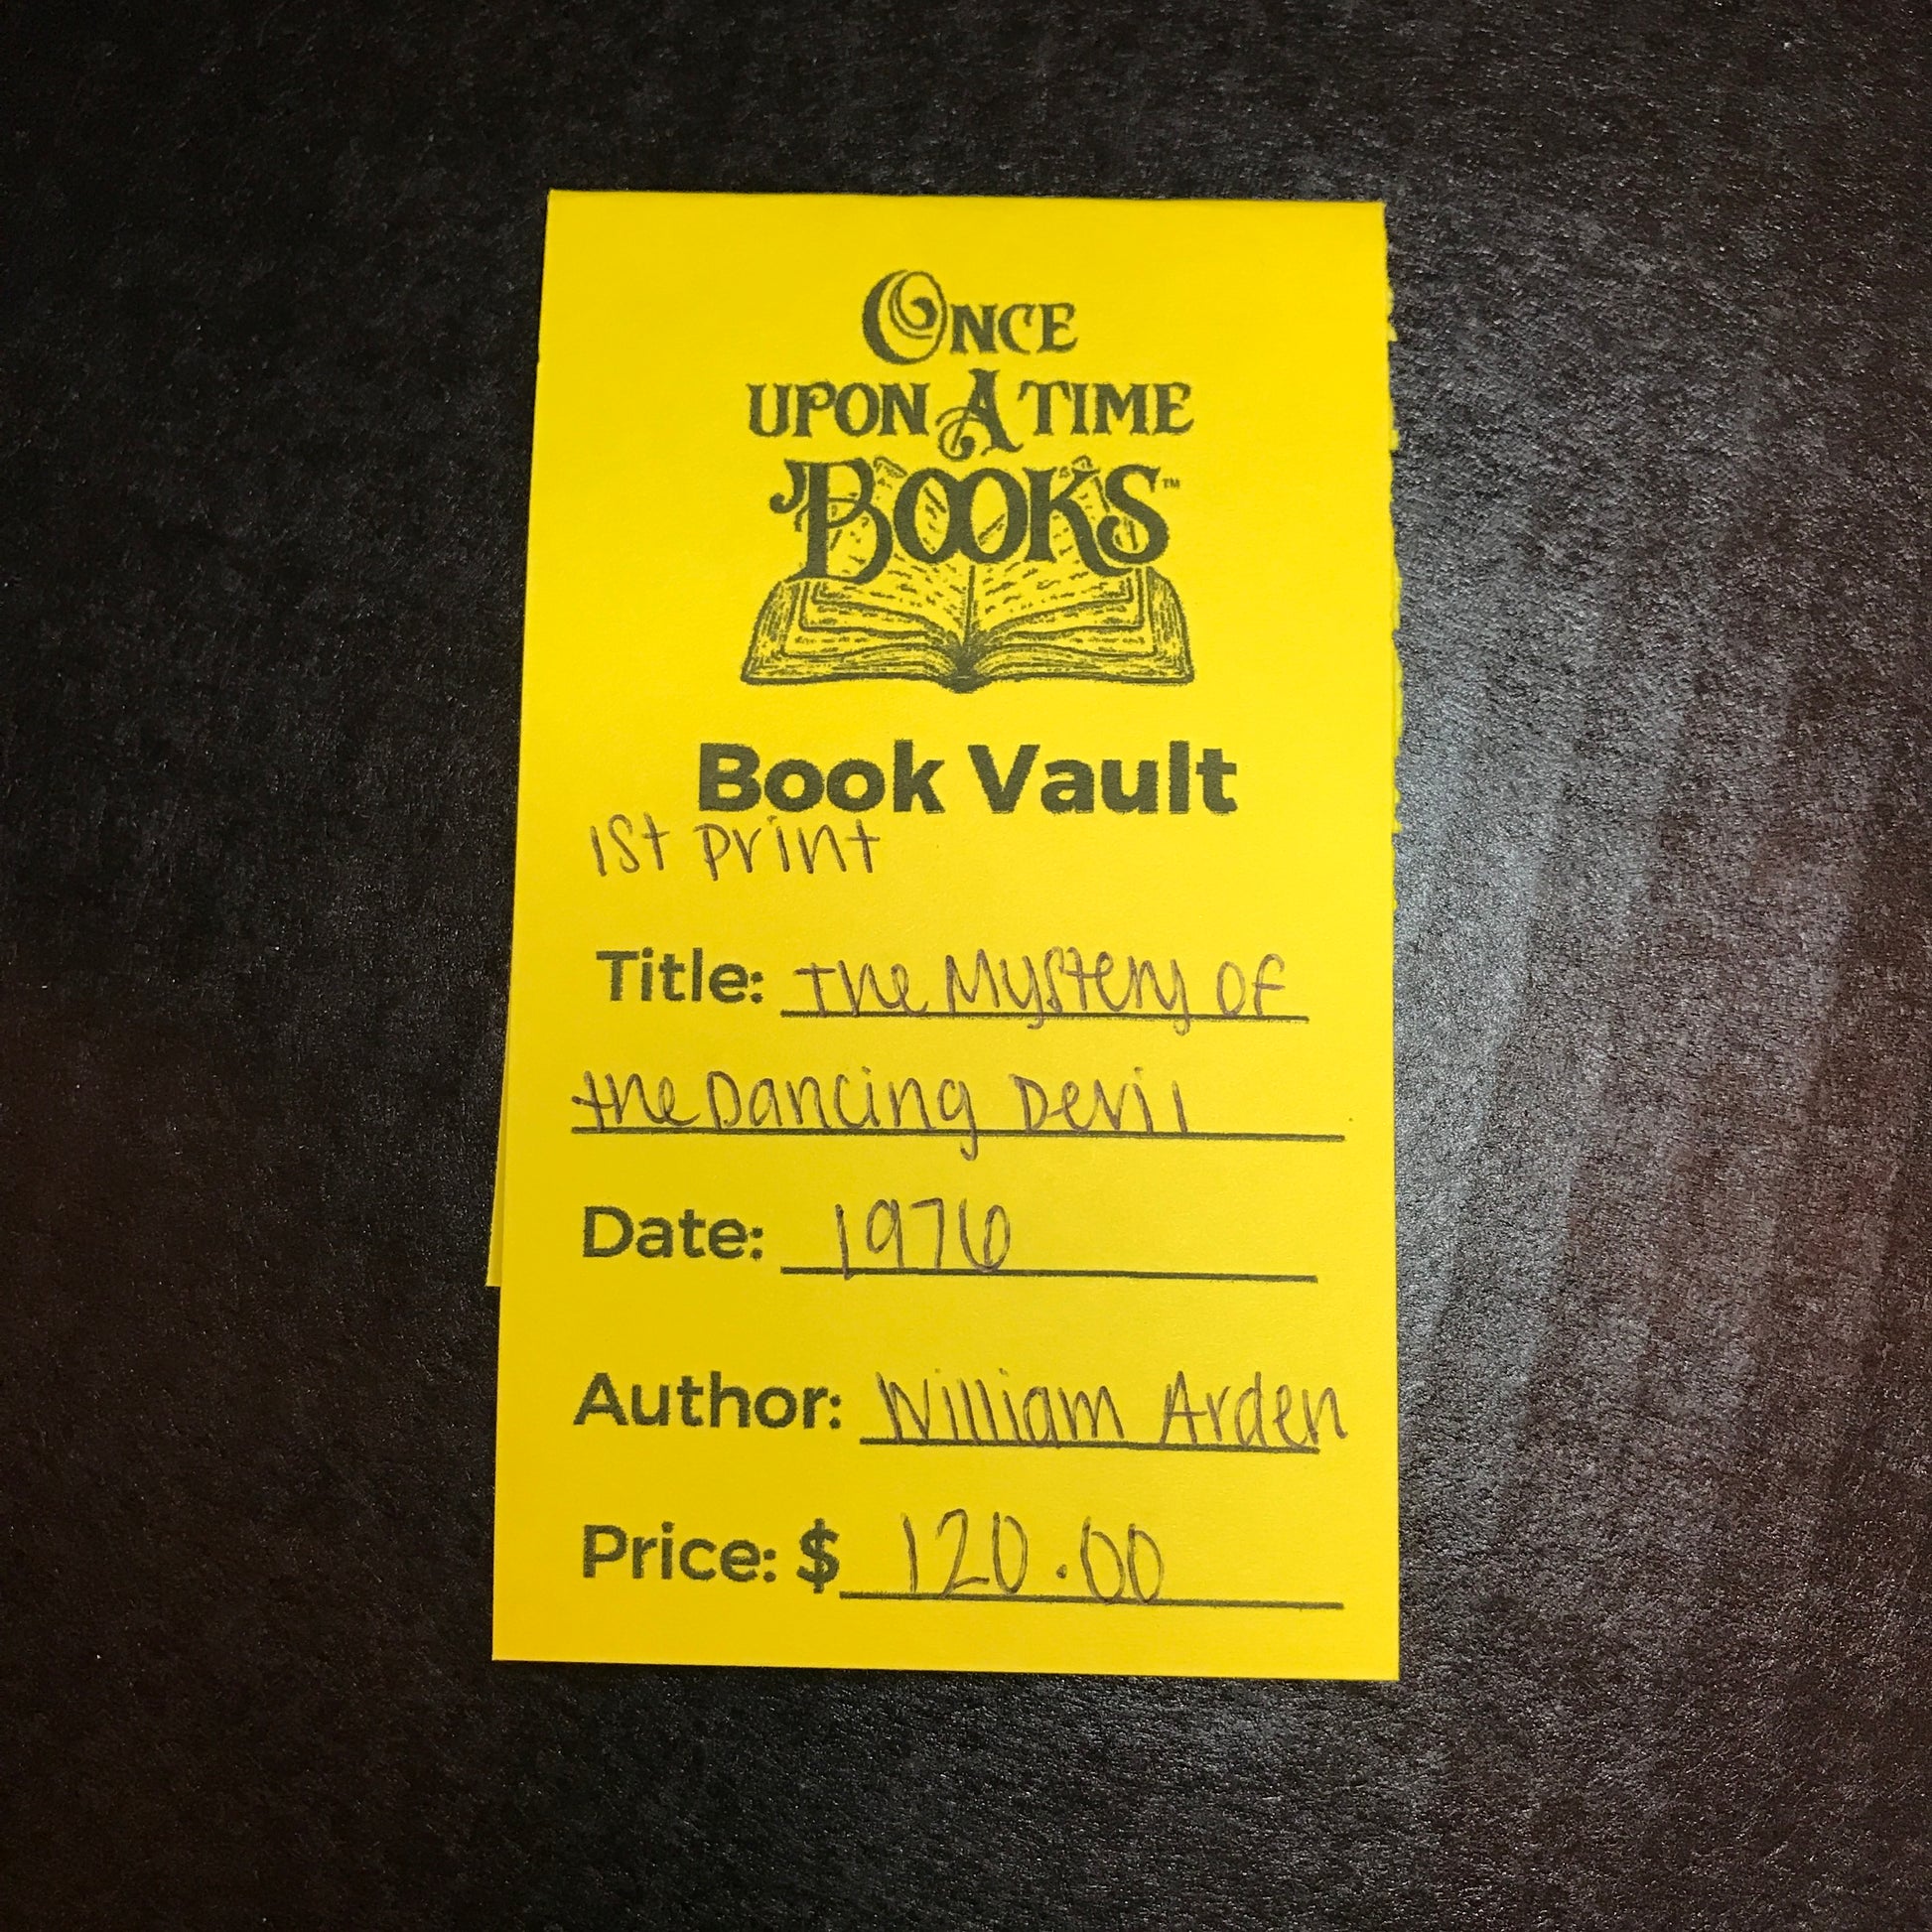 ONCE
UPON A TIME
BOOKS™
Book Vault
1st print
Title: The Mystery of
the Dancing Devil
Date: 1976
Author: William Arden
Price: $ 120.00